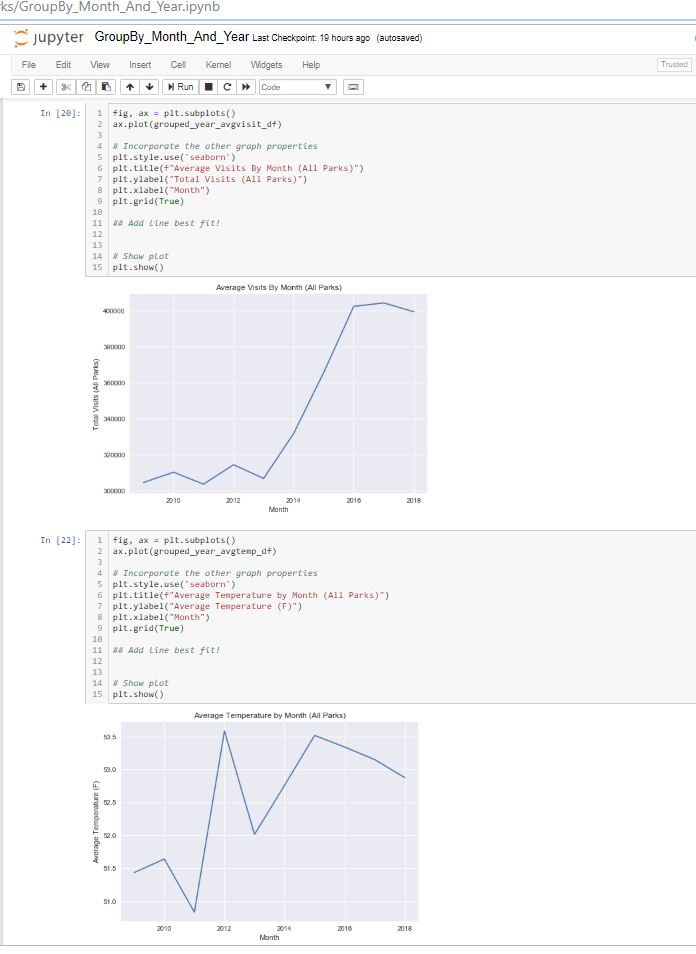 ks/GroupBy_Month_And_Year.ipynb
jupyter GroupBy_Month_And_Year Last Checkpoint: 19 hours ago (autosaved)
File Edit View Insert Cell Kernel Widgets Help Trusted
Run Code
In [20]:
1 fig, ax = plt.subplots()
2 ax.plot(grouped_year_avgvisit_df)
3
4 # Incorporate the other graph properties
5 plt.style.use('seaborn')
6 plt.title(f"Average Visits By Month (All Parks)")
7 plt.ylabel("Total Visits (All Parks)")
8 plt.xlabel("Month")
9 plt.grid(True)
10
11 ## Add line best fit!
12
13
14 # Show plot
15 plt.show()
Average Visits By Month (All Parks)
Total Visits (All Parks)
400000
380000
360000
340000
320000
300000
2010 2012 2014 2016 2018
Month
In [22]:
1 fig, ax = plt.subplots()
2 ax.plot(grouped_year_avgtemp_df)
3
4 # Incorporate the other graph properties
5 plt.style.use('seaborn')
6 plt.title(f"Average Temperature by Month (All Parks)")
7 plt.ylabel("Average Temperature (F)")
8 plt.xlabel("Month")
9 plt.grid(True)
10
11 ## Add line best fit!
12
13
14 # Show plot
15 plt.show()
Average Temperature by Month (All Parks)
Average Temperature (F)
53.5
53.0
52.5
52.0
51.5
51.0
2010 2012 2014 2016 2018
Month